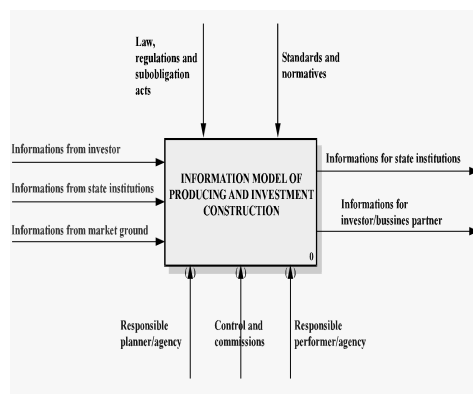 Law,
regulations and
subobligation
acts
Standards and
normatives
Informations from investor
Informations from state institutions
Informations from market ground
INFORMATION MODEL OF
PRODUCING AND INVESTMENT
CONSTRUCTION
0
Informations for state institutions
Informations for
investor/bussines partner
Responsible
planner/agency
Control and
commissions
Responsible
performer/agency